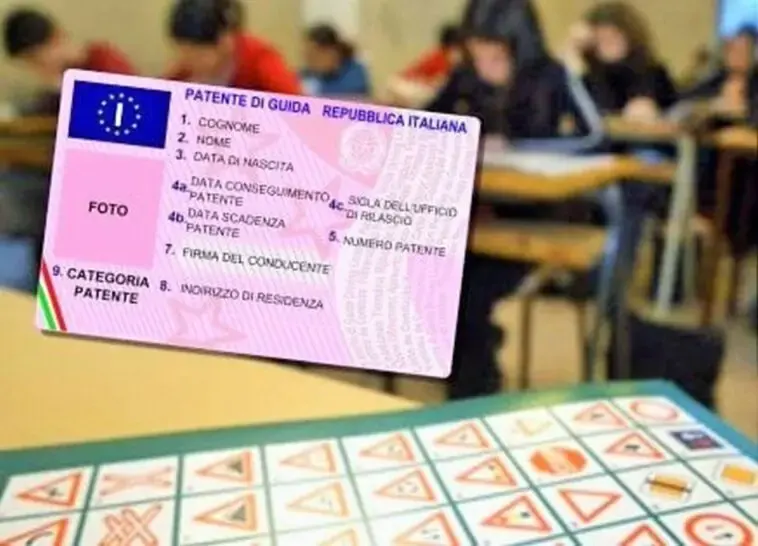 PATENTE DI GUIDA REPUBBLICA ITALIANA
I
1. COGNOME
2. NOME
3. DATA DI NASCITA
4a. DATA CONSEGUIMENTO
PATENTE
4c. SIGLA DELL'UFFICIO
DI RILASCIO
4b. DATA SCADENZA
PATENTE
5. NUMERO PATENTE
7. FIRMA DEL CONDUCENTE
8. INDIRIZZO DI RESIDENZA
FOTO
9. CATEGORIA
PATENTE